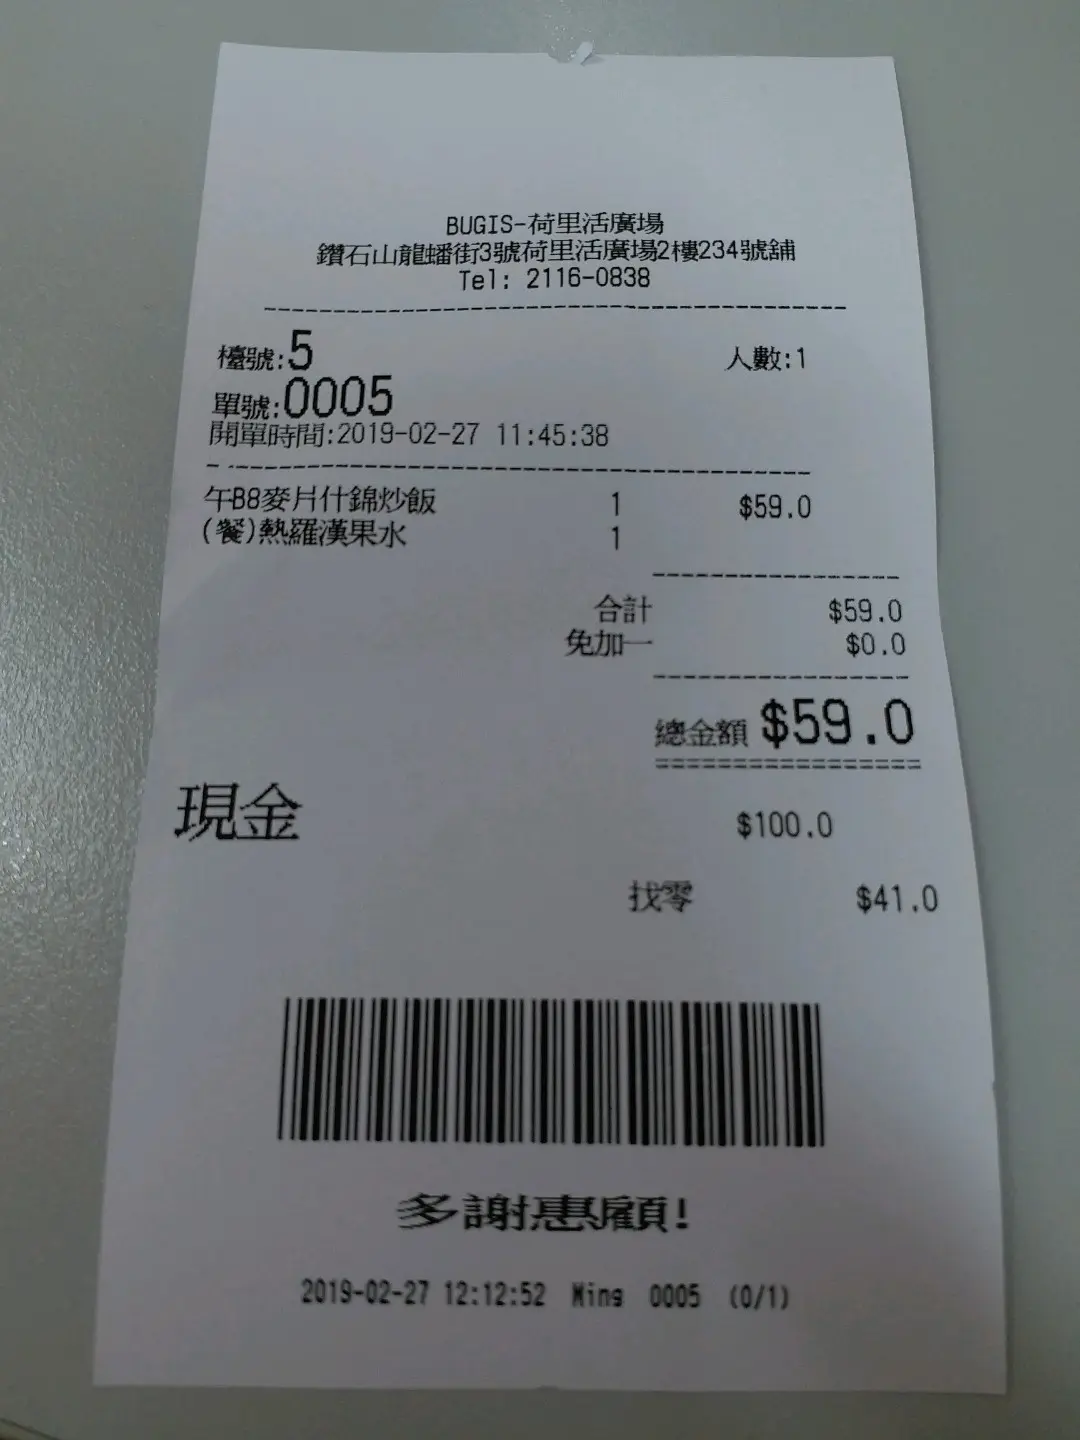 BUGIS-荷里活廣場
鑽石山龍蟠街3號荷里活廣場2樓234號舖
Tel: 2116-0838
檯號:5 人數:1
單號:0005
開單時間:2019-02-27 11:45:38
午B8麥片什錦炒飯 1 $59.0
(餐)熱羅漢果水 1
合計 $59.0
免加一 $0.0
總金額 $59.0
現金 $100.0
找零 $41.0
多謝惠顧!
2019-02-27 12:12:52 Ming 0005 (0/1)